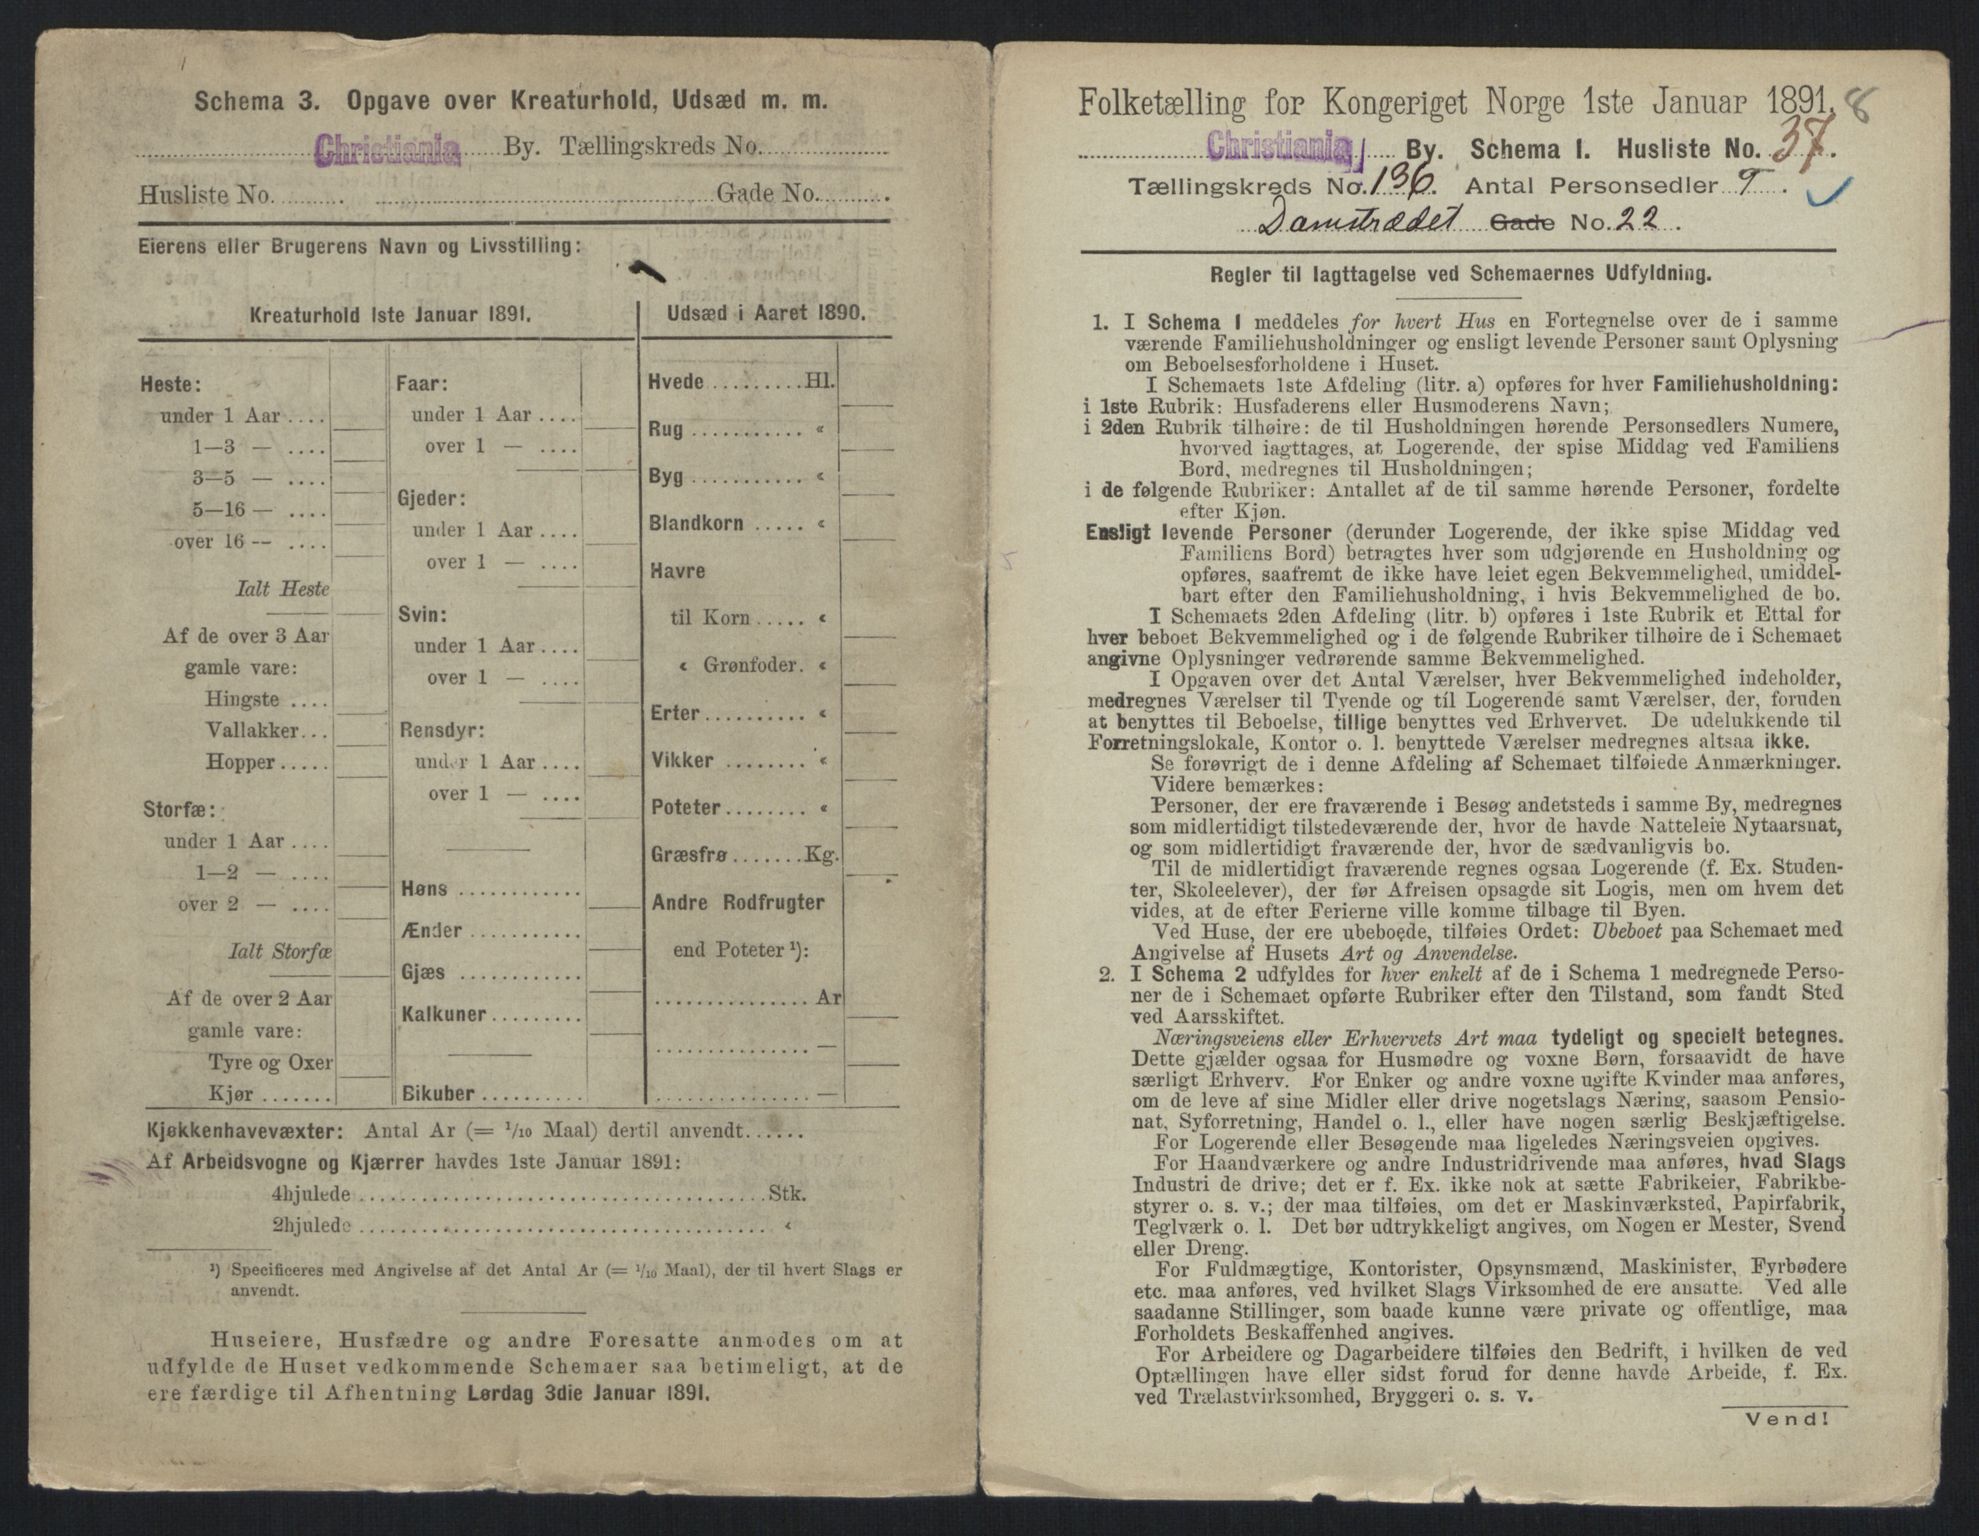 Schema 3. Opgave over Kreaturhold, Udsæd m. m.
Christiania By. Tællingskreds No.
Husliste No. Gade No.
Eierens eller Brugerens Navn og Livsstilling:
Kreaturhold 1ste Januar 1891.
Heste:
under 1 Aar ....
1—3 — ....
3—5 — ....
5—16 — ....
over 16 — ....
Ialt Heste
Af de over 3 Aar
gamle vare:
Hingste ....
Vallakker...
Hopper.....
Storfæ:
under 1 Aar ....
1—2 — ....
over 2 — ....
Ialt Storfæ
Af de over 2 Aar
gamle vare:
Tyre og Oxer
Kjør .......
Faar:
under 1 Aar ....
over 1 — ....
Gjeder:
under 1 Aar ....
over 1 — ....
Svin:
under 1 Aar ....
over 1 — ....
Rensdyr:
under 1 Aar ....
over 1 — ....
Høns ............
Ænder ...........
Gjæs ............
Kalkuner.........
Bikuber ..........
Udsæd i Aaret 1890.
Hvede .........Hl.
Rug ........... «
Byg ........... «
Blandkorn ..... «
Havre
til Korn ..... «
« Grønfoder. «
Erter.......... «
Vikker ........ «
Poteter........ «
Græsfrø .......Kg.
Andre Rodfrugter
end Poteter ¹):
............... Ar
............... —
............... —
Kjøkkenhavevæxter: Antal Ar (= 1/10 Maal) dertil anvendt......
Af Arbeidsvogne og Kjærrer havdes 1ste Januar 1891:
4hjulede ........................................Stk.
2hjulede ........................................ «
¹) Specificeres med Angivelse af det Antal Ar (= 1/10 Maal), der til hvert Slags er
anvendt.
Huseiere, Husfædre og andre Foresatte anmodes om at
udfylde de Huset vedkommende Schemaer saa betimeligt, at de
ere færdige til Afhentning Lørdag 3die Januar 1891.
Folketælling for Kongeriget Norge 1ste Januar 1891. 8
Christiania By. Schema 1. Husliste No. 37.
Tællingskreds No. 136. Antal Personsedler 9.
Damstrædet Gade No. 22.
Regler til Iagttagelse ved Schemaernes Udfyldning.
1. I Schema 1 meddeles for hvert Hus en Fortegnelse over de i samme
værende Familiehusholdninger og ensligt levende Personer samt Oplysning
om Beboelsesforholdene i Huset.
I Schemaets 1ste Afdeling (litr. a) opføres for hver Familiehusholdning:
i 1ste Rubrik: Husfaderens eller Husmoderens Navn;
i 2den Rubrik tilhøire: de til Husholdningen hørende Personsedlers Numere,
hvorved iagttages, at Logerende, der spise Middag ved Familiens
Bord, medregnes til Husholdningen;
i de følgende Rubriker: Antallet af de til samme hørende Personer, fordelte
efter Kjøn.
Ensligt levende Personer (derunder Logerende, der ikke spise Middag ved
Familiens Bord) betragtes hver som udgjørende en Husholdning og
opføres, saafremt de ikke have leiet egen Bekvemmelighed, umiddel-
bart efter den Familiehusholdning, i hvis Bekvemmelighed de bo.
I Schemaets 2den Afdeling (litr. b) opføres i 1ste Rubrik et Ettal for
hver beboet Bekvemmelighed og i de følgende Rubriker tilhøire de i Schemaet
angivne Oplysninger vedrørende samme Bekvemmelighed.
I Opgaven over det Antal Værelser, hver Bekvemmelighed indeholder,
medregnes Værelser til Tyende og til Logerende samt Værelser, der, foruden
at benyttes til Beboelse, tillige benyttes ved Erhvervet. De udelukkende til
Forretningslokale, Kontor o. l. benyttede Værelser medregnes altsaa ikke.
Se forøvrigt de i denne Afdeling af Schemaet tilføiede Anmærkninger.
Videre bemærkes:
Personer, der ere fraværende i Besøg andetsteds i samme By, medregnes
som midlertidigt tilstedeværende der, hvor de havde Natteleie Nytaarsnat,
og som midlertidigt fraværende der, hvor de sædvanligvis bo.
Til de midlertidigt fraværende regnes ogsaa Logerende (f. Ex. Studen-
ter, Skoleelever), der før Afreisen opsagde sit Logis, men om hvem det
vides, at de efter Ferierne ville komme tilbage til Byen.
Ved Huse, der ere ubeboede, tilføies Ordet: Ubeboet paa Schemaet med
Angivelse af Husets Art og Anvendelse.
2. I Schema 2 udfyldes for hver enkelt af de i Schema 1 medregnede Perso-
ner de i Schemaet opførte Rubriker efter den Tilstand, som fandt Sted
ved Aarsskiftet.
Næringsveiens eller Erhvervets Art maa tydeligt og specielt betegnes.
Dette gjælder ogsaa for Husmødre og voxne Børn, forsaavidt de have
særligt Erhverv. For Enker og andre voxne ugifte Kvinder maa anføres,
om de leve af sine Midler eller drive nogetslags Næring, saasom Pensio-
nat, Syforretning, Handel o. l., eller have nogen særlig Beskjæftigelse.
For Logerende eller Besøgende maa ligeledes Næringsveien opgives.
For Haandværkere og andre Industridrivende maa anføres, hvad Slags
Industri de drive; det er f. Ex. ikke nok at sætte Fabrikeier, Fabrikbe-
styrer o. s. v.; der maa tilføies, om det er Maskinværksted, Papirfabrik,
Teglværk o. l. Det bør udtrykkeligt angives, om Nogen er Mester, Svend
eller Dreng.
For Fuldmægtige, Kontorister, Opsynsmænd, Maskinister, Fyrbødere
etc. maa anføres, ved hvilket Slags Virksomhed de ere ansatte. Ved alle
saadanne Stillinger, som baade kunne være private og offentlige, maa
Forholdets Beskaffenhed angives.
For Arbeidere og Dagarbeidere tilføies den Bedrift, i hvilken de ved
Optællingen have eller sidst forud for denne havde Arbeide, f. Ex.
ved Trælastvirksomhed, Bryggeri o. s. v.
Vend!